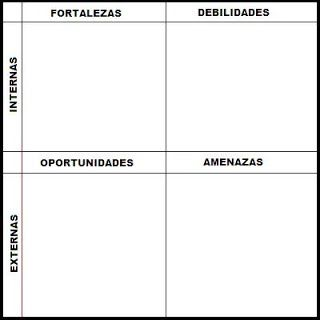 FORTALEZAS
DEBILIDADES
INTERNAS
OPORTUNIDADES
AMENAZAS
EXTERNAS